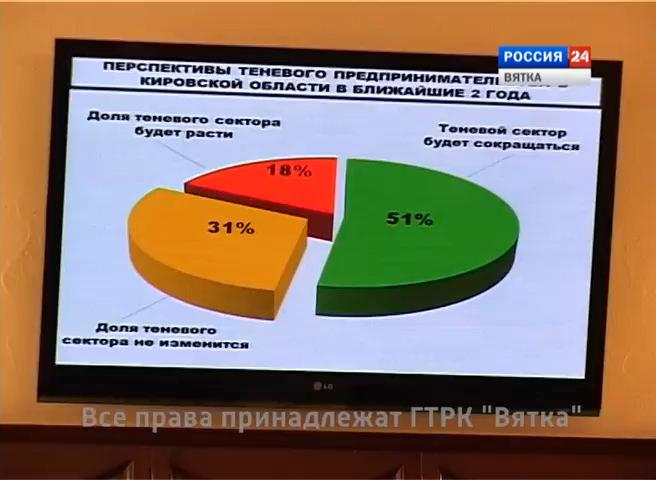 РОССИЯ 24
ВЯТКА
ПЕРСПЕКТИВЫ ТЕНЕВОГО
КИРОВСКОЙ ОБЛАСТИ В БЛИЖАЙШИЕ 2 ГОДА
Доля теневого сектора
будет расти
Теневой сектор
будет сокращаться
18%
51%
31%
Доля теневого
сектора не изменится
LG
Все права принадлежат ГТРК "Вятка"